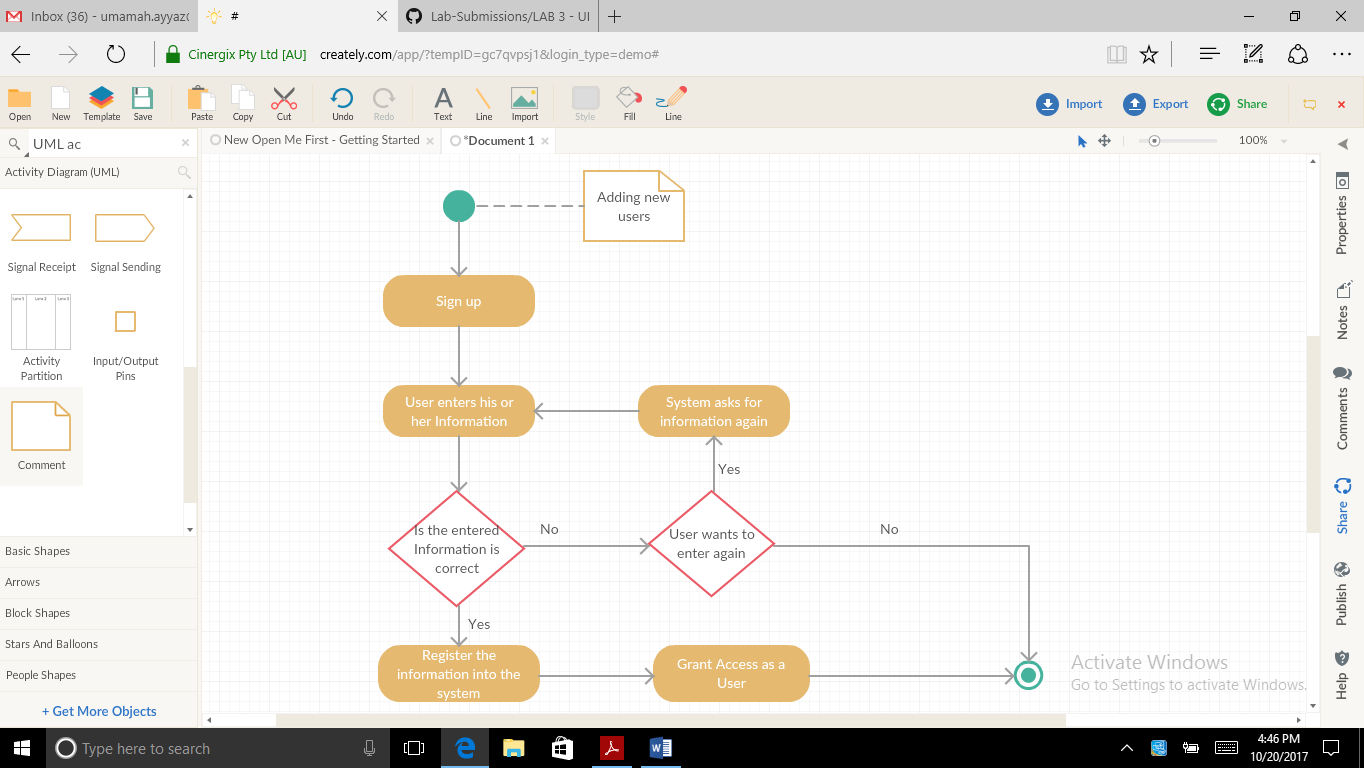 Inbox (36) - umamah.ayyaz
#
Lab-Submissions/LAB 3 - UI
Cinergix Pty Ltd [AU]
creately.com/app/?tempID=gc7qvpsj1&login_type=demo#
Open
New
Template
Save
Paste
Copy
Cut
Undo
Redo
Text
Line
Import
Style
Fill
Line
Import
Export
Share
UML ac
New Open Me First - Getting Started
*Document 1
100%
Activity Diagram (UML)
Signal Receipt
Signal Sending
Lane 1
Lane 2
Lane 3
Activity
Partition
Input/Output
Pins
Comment
Basic Shapes
Arrows
Block Shapes
Stars And Balloons
People Shapes
+ Get More Objects
Adding new
users
Sign up
User enters his or
her Information
System asks for
information again
Yes
Is the entered
Information is
correct
No
User wants to
enter again
No
Yes
Register the
information into the
system
Grant Access as a
User
Properties
Notes
Comments
Share
Publish
Help
Activate Windows
Go to Settings to activate Windows.
Type here to search
4:46 PM
10/20/2017